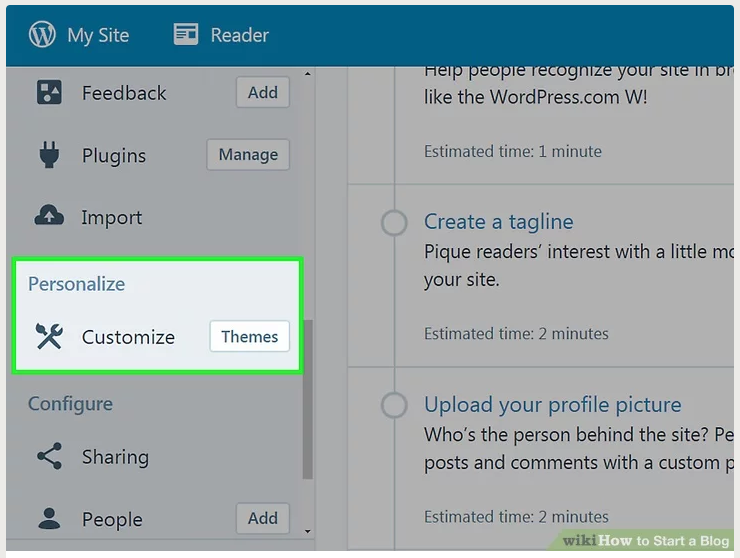 My Site
Reader
Feedback
Add
Plugins
Manage
Import
Personalize
Customize
Themes
Configure
Sharing
People
Add
Help people recognize your site in
like the WordPress.com W!
Estimated time: 1 minute
Create a tagline
Pique readers’ interest with a little
your site.
Estimated time: 2 minutes
Upload your profile picture
Who’s the person behind the site?
posts and comments with a custom
Estimated time: 2 minutes
wikiHow to Start a Blog